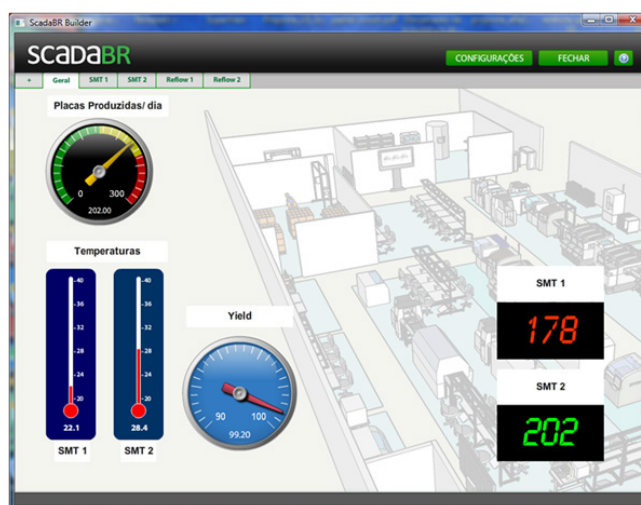 ScadaBR Builder
SCADABR
CONFIGURAÇÕES
FECHAR
+
Geral
SMT 1
SMT 2
Reflow 1
Reflow 2
Placas Produzidas/ dia
0
300
202.00
Temperaturas
40
36
32
28
24
20
22.1
SMT 1
40
36
32
28
24
20
28.4
SMT 2
Yield
90
100
99.20
SMT 1
178
SMT 2
202